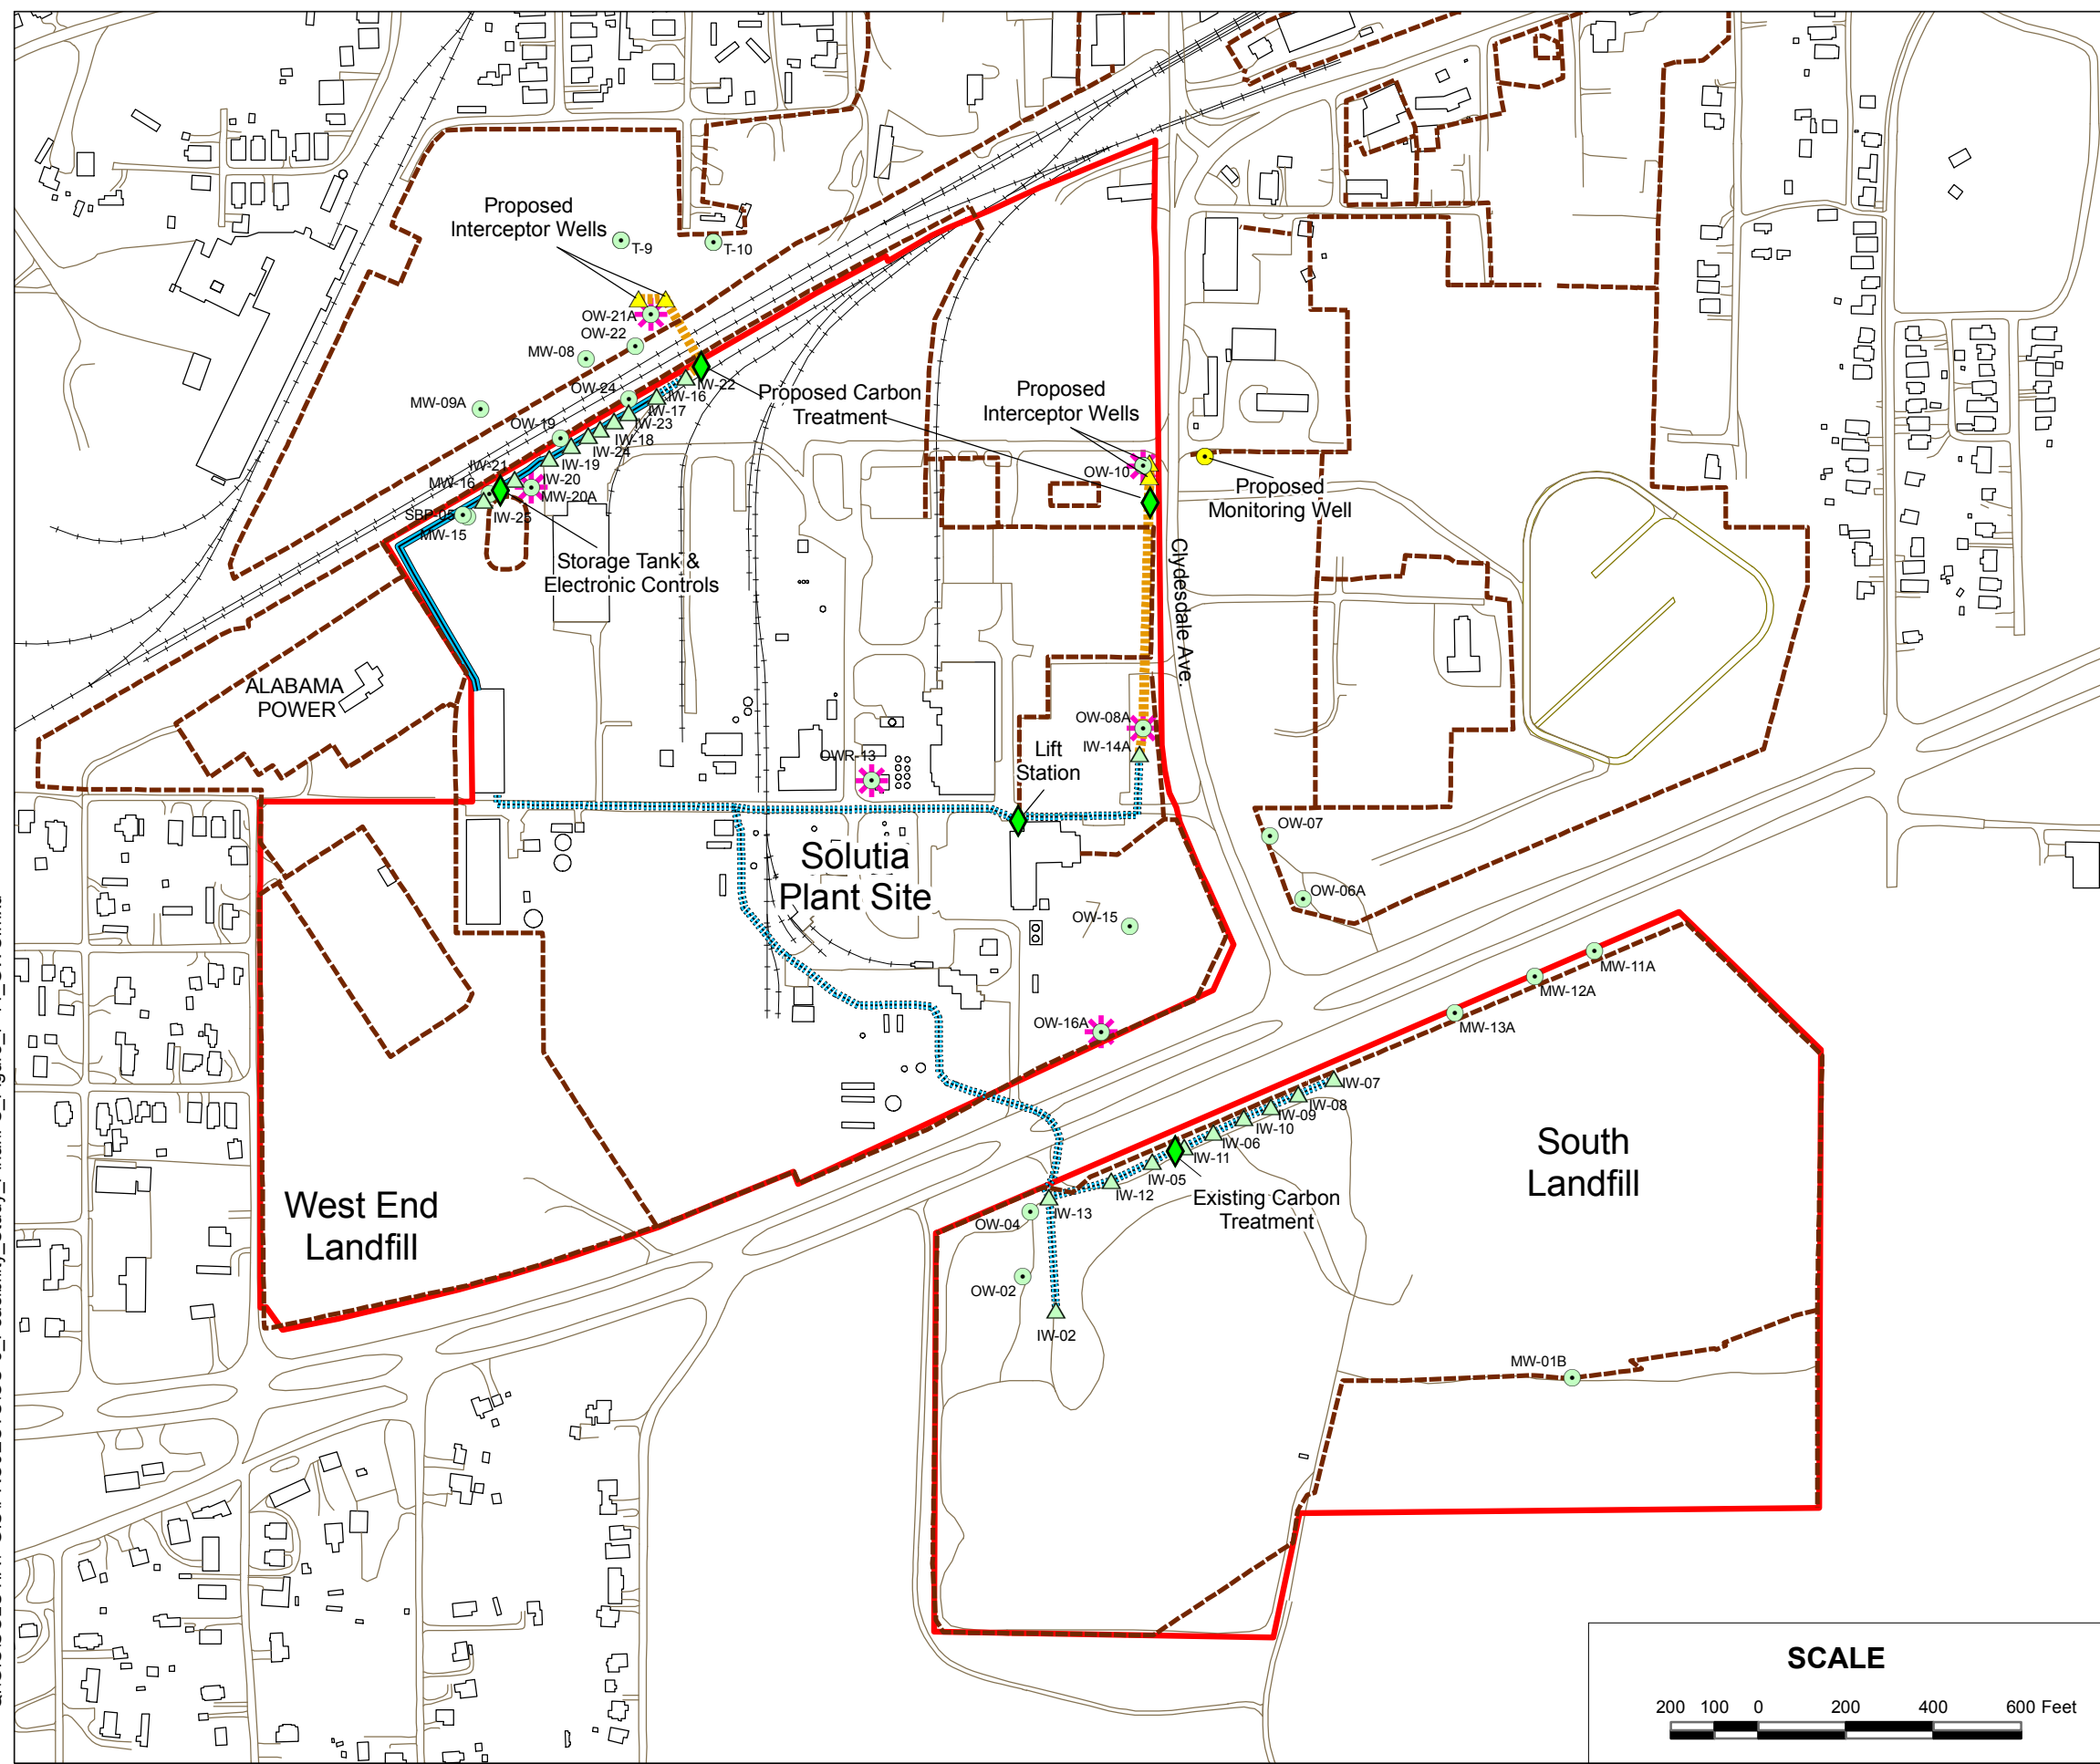 Proposed
Interceptor Wells
T-9
T-10
OW-21A
OW-22
MW-08
OW-24
IW-22
MW-09A
IW-16
IW-17
OW-19
IW-23
IW-18
IW-24
IW-21
IW-19
MW-16
IW-20
MW-20A
SBP-05
IW-25
MW-15
Proposed Carbon
Treatment
Proposed
Interceptor Wells
OW-10
Proposed
Monitoring Well
Storage Tank &
Electronic Controls
Clydesdale Ave.
ALABAMA
POWER
OW-08A
IW-14A
Lift
Station
OWR-13
OW-07
Solutia
Plant Site
OW-06A
OW-15
MW-11A
MW-12A
MW-13A
OW-16A
IW-07
IW-08
IW-09
IW-10
IW-06
IW-11
IW-05
IW-12
Existing Carbon
Treatment
IW-13
OW-04
South
Landfill
West End
Landfill
OW-02
IW-02
MW-01B
SCALE
200 100 0 200 400 600 Feet